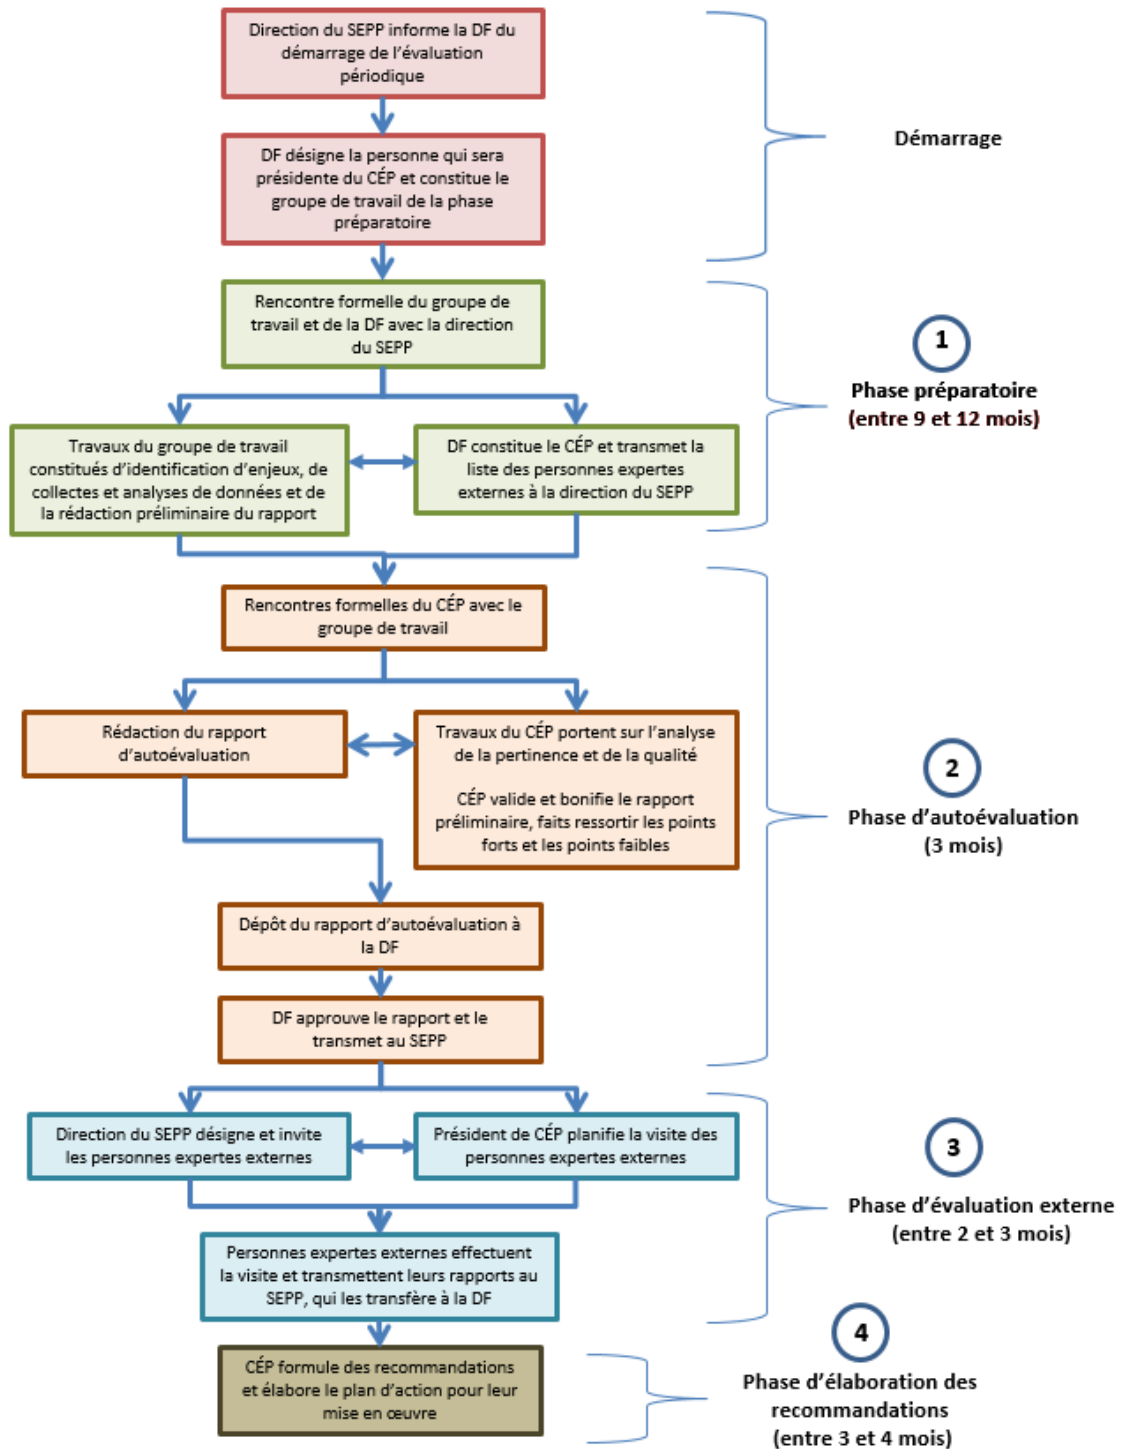 Direction du SEPP informe la DF du
démarrage de l'évaluation
périodique
Démarrage
DF désigne la personne qui sera
présidente du CÉP et constitue le
groupe de travail de la phase
préparatoire
Rencontre formelle du groupe de
travail et de la DF avec la direction
du SEPP
1
Phase préparatoire
(entre 9 et 12 mois)
Travaux du groupe de travail
constitués d'identification d'enjeux, de
collectes et analyses de données et de
la rédaction préliminaire du rapport
DF constitue le CÉP et transmet la
liste des personnes expertes
externes à la direction du SEPP
Rencontres formelles du CÉP avec le
groupe de travail
Rédaction du rapport
d'autoévaluation
Travaux du CÉP portent sur l'analyse
de la pertinence et de la qualité
CÉP valide et bonifie le rapport
préliminaire, faits ressortir les points
forts et les points faibles
2
Phase d'autoévaluation
(3 mois)
Dépôt du rapport d'autoévaluation à
la DF
DF approuve le rapport et le
transmet au SEPP
Direction du SEPP désigne et invite
les personnes expertes externes
Président de CÉP planifie la visite des
personnes expertes externes
3
Phase d'évaluation externe
(entre 2 et 3 mois)
Personnes expertes externes effectuent
la visite et transmettent leurs rapports au
SEPP, qui les transfère à la DF
CÉP formule des recommandations
et élabore le plan d'action pour leur
mise en œuvre
4
Phase d'élaboration des
recommandations
(entre 3 et 4 mois)